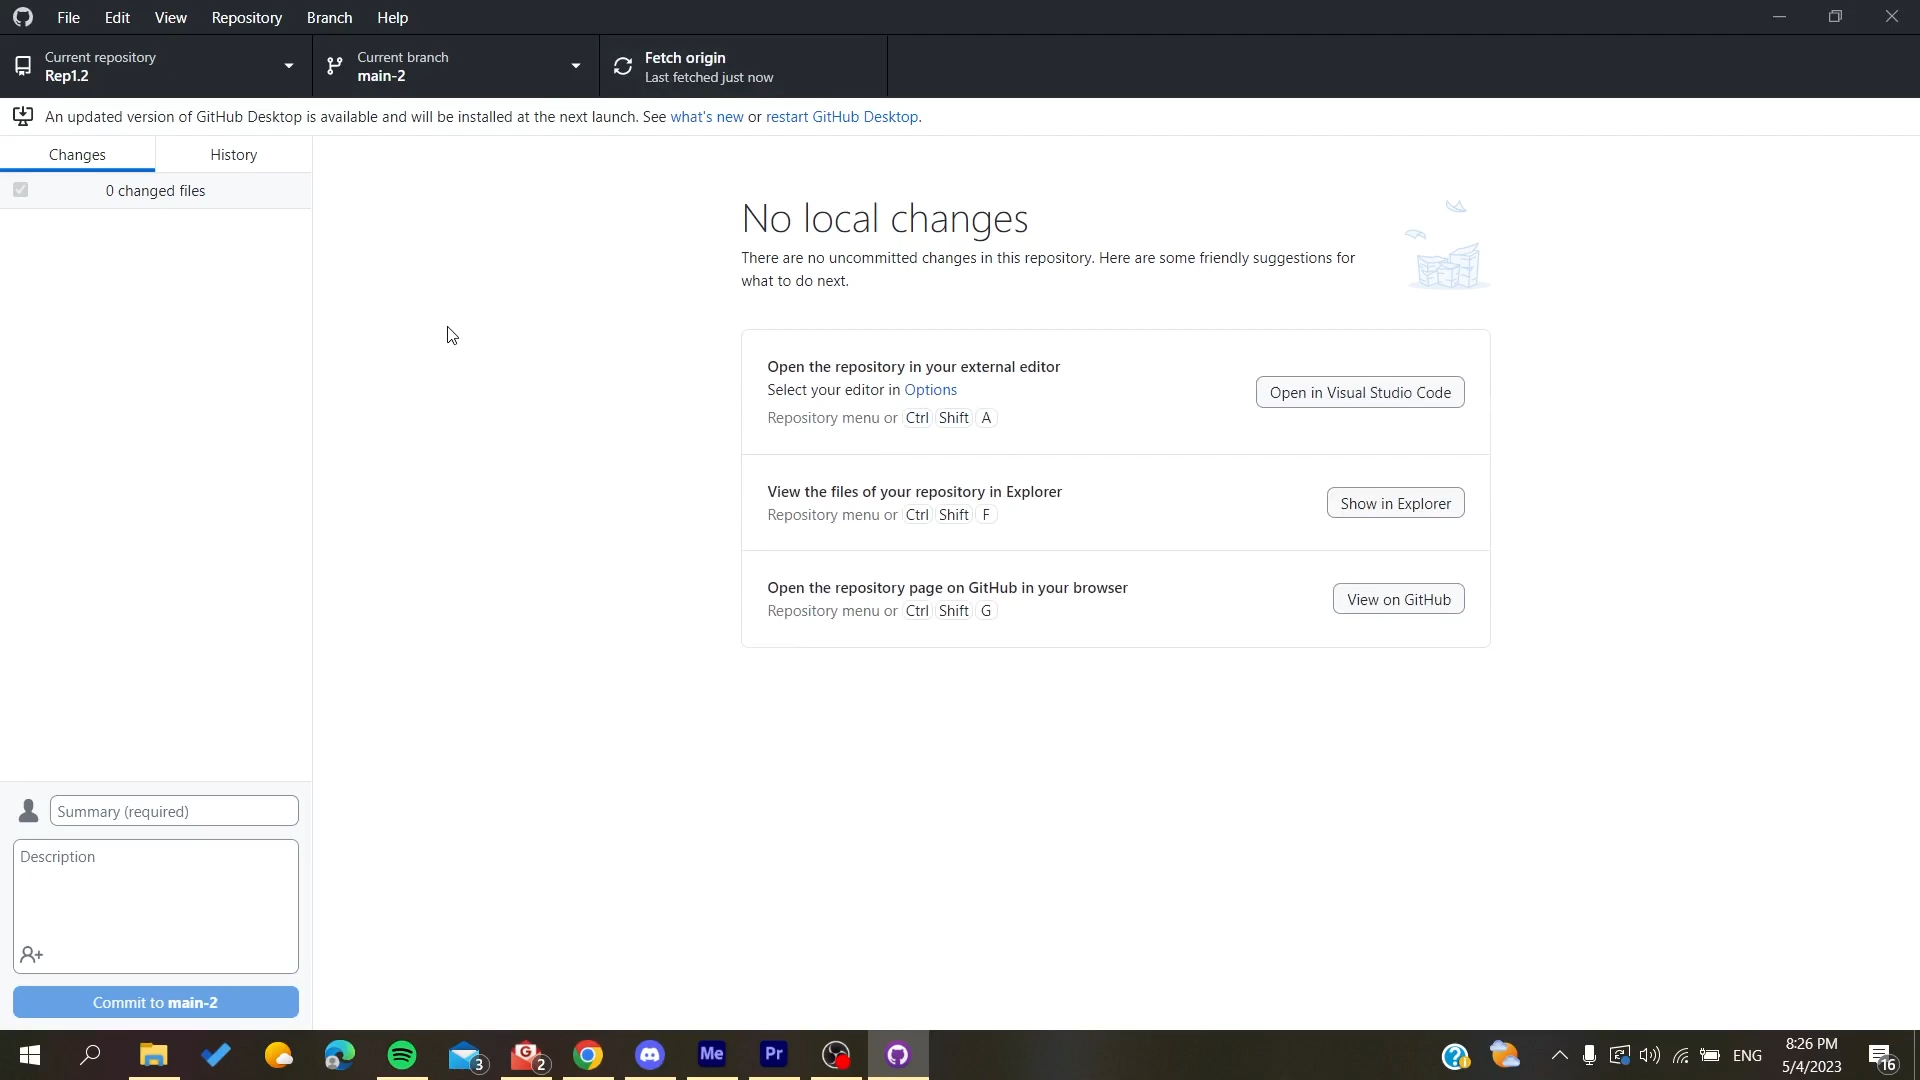 File Edit View Repository Branch Help
Current repository
Rep1.2
Current branch
main-2
Fetch origin
Last fetched just now
An updated version of GitHub Desktop is available and will be installed at the next launch. See what's new or restart GitHub Desktop.
Changes
History
0 changed files
No local changes
There are no uncommitted changes in this repository. Here are some friendly suggestions for
what to do next.
Open the repository in your external editor
Select your editor in Options
Repository menu or Ctrl Shift A
Open in Visual Studio Code
View the files of your repository in Explorer
Repository menu or Ctrl Shift F
Show in Explorer
Open the repository page on GitHub in your browser
Repository menu or Ctrl Shift G
View on GitHub
Summary (required)
Description
Commit to main-2
3
G
2
Me
Pr
ENG
8:26 PM
5/4/2023
16